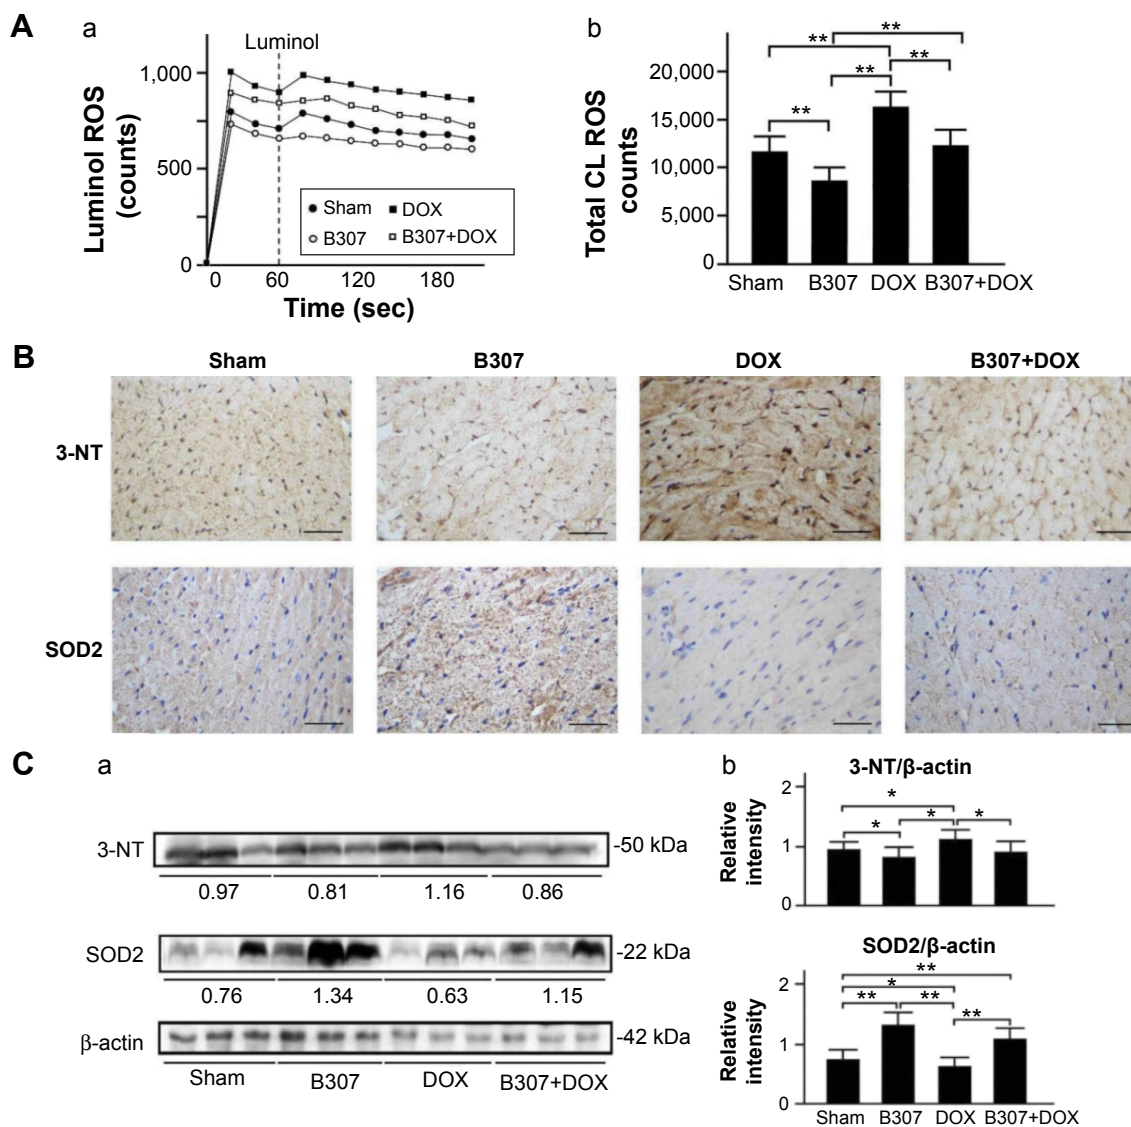 A
a
Luminol
1,000
500
0
Luminol ROS
(counts)
Sham
DOX
B307
B307+DOX
0
60
120
180
Time (sec)
b
**
**
**
**
**
20,000
15,000
10,000
5,000
0
Total CL ROS
counts
Sham
B307
DOX
B307+DOX
B
Sham
B307
DOX
B307+DOX
3-NT
SOD2
C
a
3-NT
-50 kDa
0.97
0.81
1.16
0.86
SOD2
-22 kDa
0.76
1.34
0.63
1.15
β-actin
-42 kDa
Sham
B307
DOX
B307+DOX
b
3-NT/β-actin
2
1
0
Relative
intensity
*
*
*
*
SOD2/β-actin
2
1
0
Relative
intensity
**
*
**
**
**
Sham
B307
DOX
B307+DOX